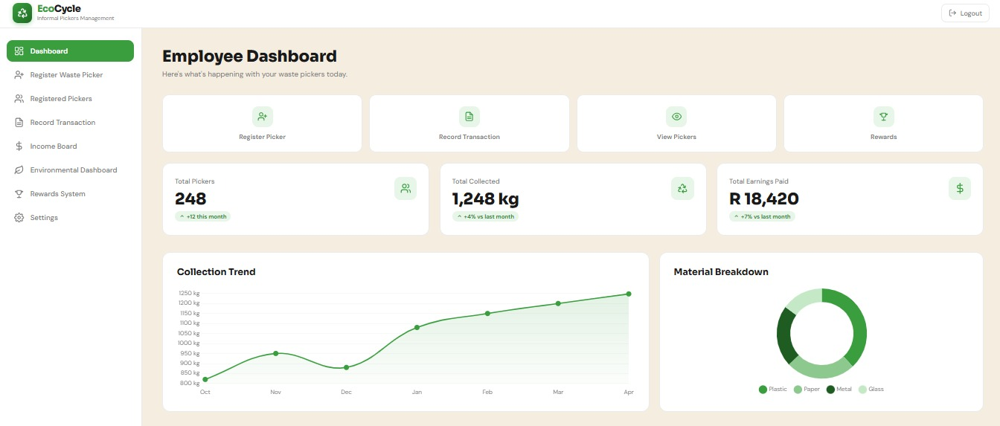 EcoCycle
Informal Pickers Management
Logout
Dashboard
Register Waste Picker
Registered Pickers
Record Transaction
Income Board
Environmental Dashboard
Rewards System
Settings
Employee Dashboard
Here's what's happening with your waste pickers today.
Register Picker
Record Transaction
View Pickers
Rewards
Total Pickers
248
+12 this month
Total Collected
1,248 kg
+4% vs last month
Total Earnings Paid
R 18,420
+7% vs last month
Collection Trend
1250 kg
1200 kg
1150 kg
1100 kg
1050 kg
1000 kg
950 kg
900 kg
850 kg
800 kg
Oct Nov Dec Jan Feb Mar Apr
Material Breakdown
Plastic Paper Metal Glass